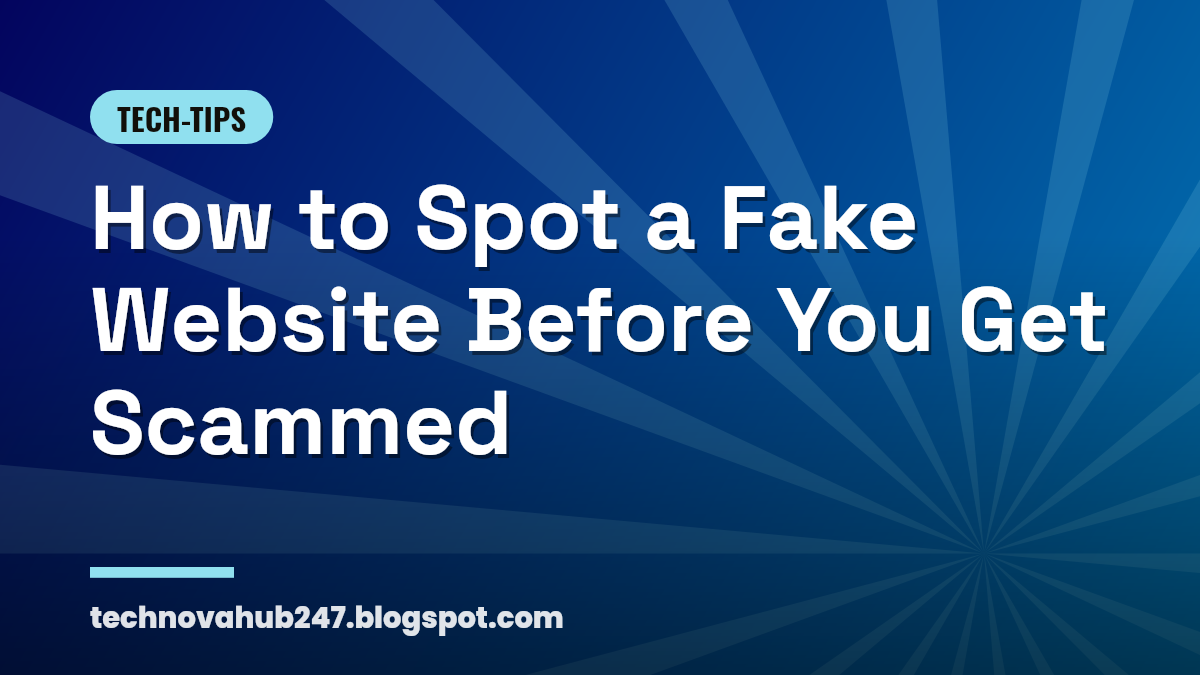 TECH-TIPS
How to Spot a Fake
Website Before You Get
Scammed
technovahub247.blogspot.com